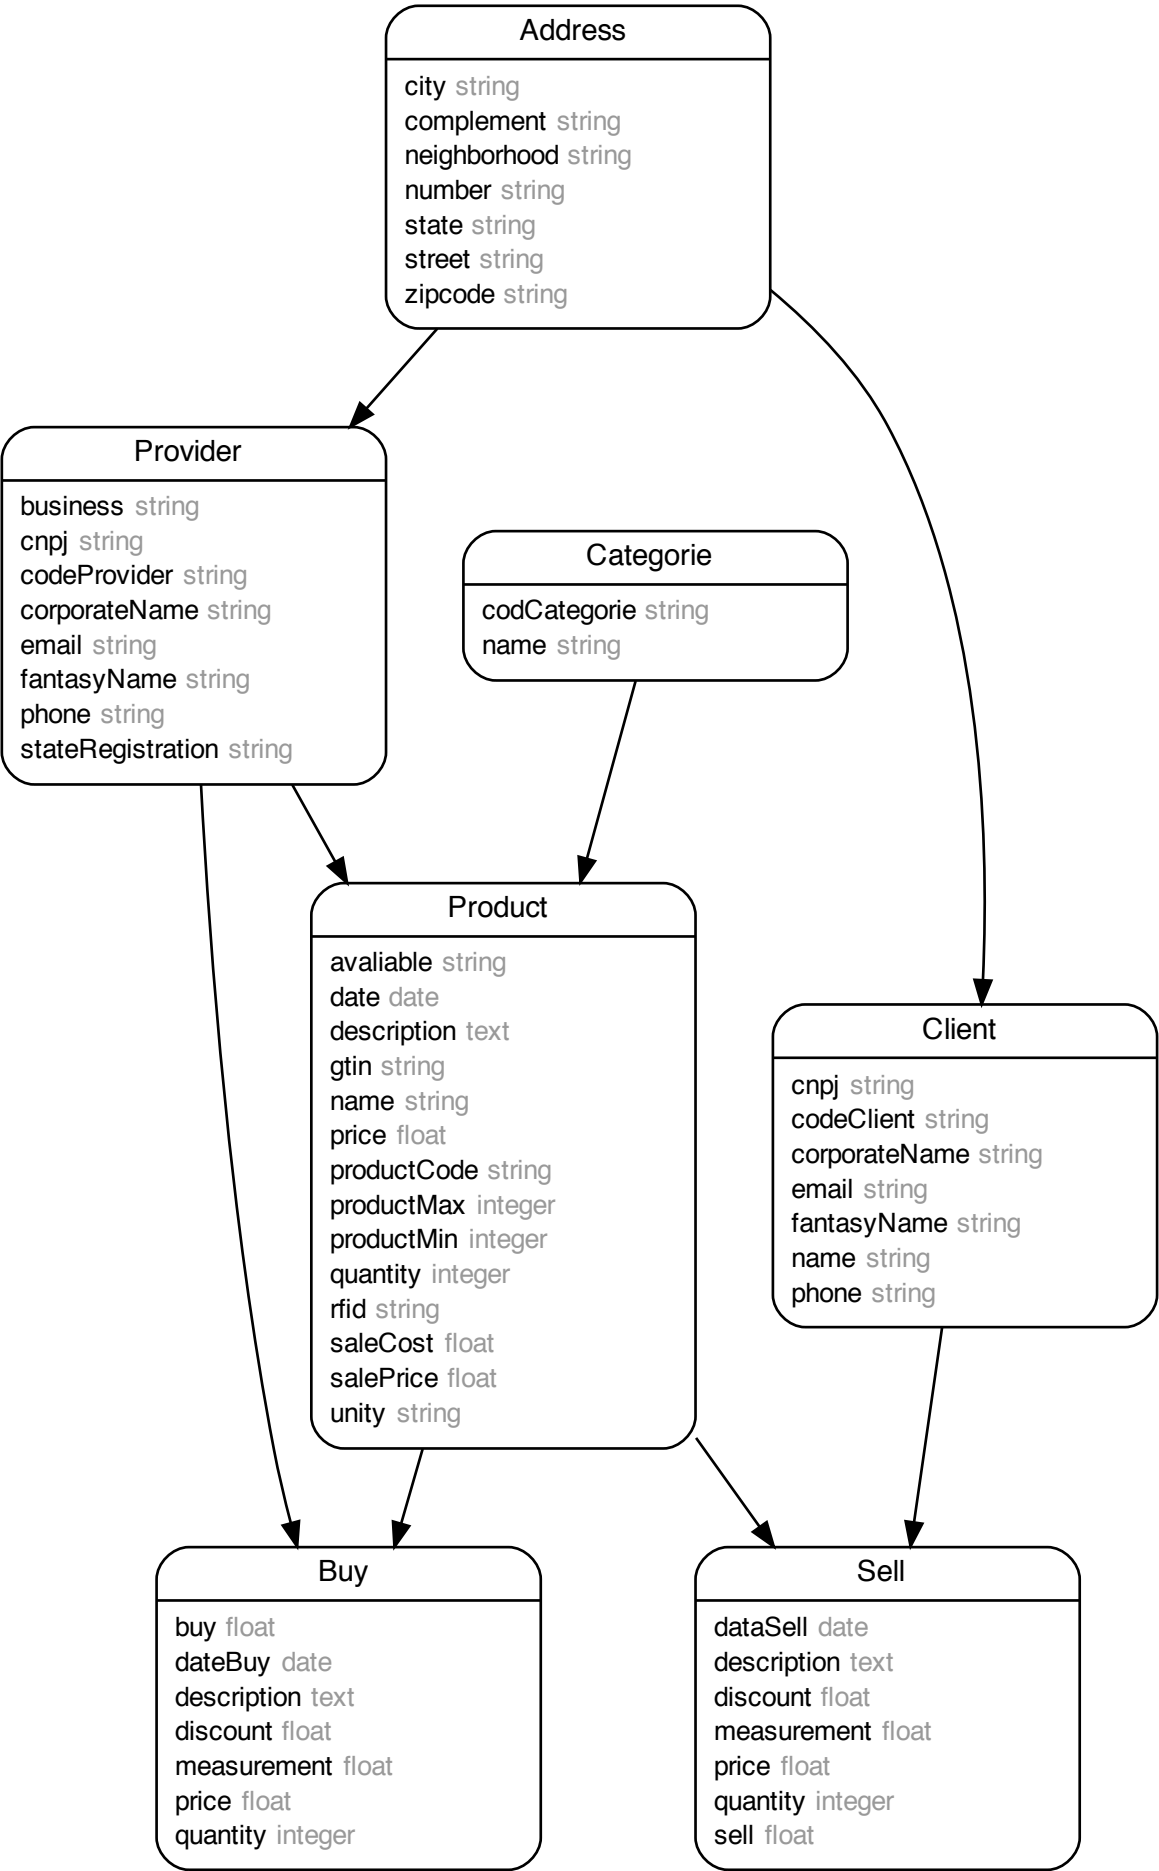 Address
city string
complement string
neighborhood string
number string
state string
street string
zipcode string
Provider
business string
cnpj string
codeProvider string
corporateName string
email string
fantasyName string
phone string
stateRegistration string
Categorie
codCategorie string
name string
Product
avaliable string
date date
description text
gtin string
name string
price float
productCode string
productMax integer
productMin integer
quantity integer
rfid string
saleCost float
salePrice float
unity string
Client
cnpj string
codeClient string
corporateName string
email string
fantasyName string
name string
phone string
Buy
buy float
dateBuy date
description text
discount float
measurement float
price float
quantity integer
Sell
dataSell date
description text
discount float
measurement float
price float
quantity integer
sell float